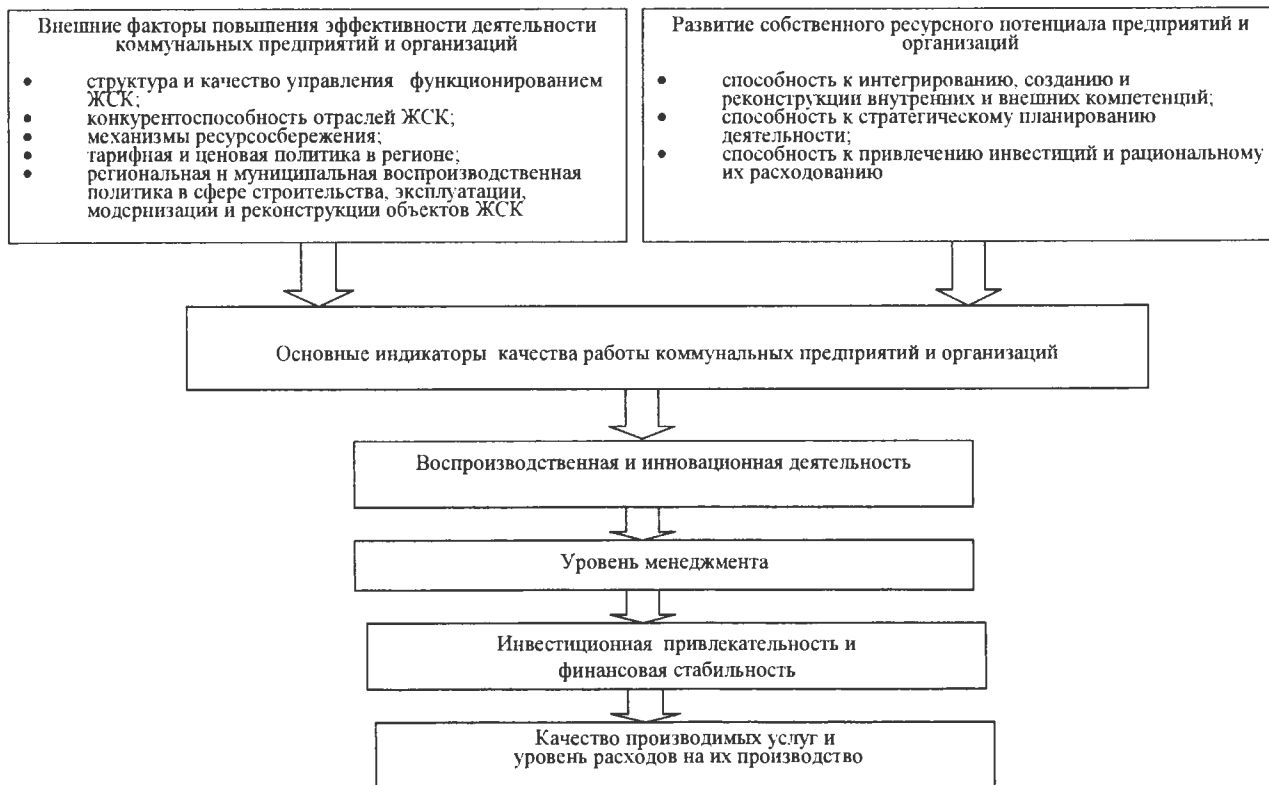 Внешние факторы повышения эффективности деятельности
коммунальных предприятий и организаций
• структура и качество управления функционированием
ЖСК;
• конкурентоспособность отраслей ЖСК;
• механизмы ресурсосбережения;
• тарифная и ценовая политика в регионе;
• региональная и муниципальная воспроизводственная
политика в сфере строительства, эксплуатации,
модернизации и реконструкции объектов ЖСК
Развитие собственного ресурсного потенциала предприятий и
организаций
• способность к интегрированию, созданию и
реконструкции внутренних и внешних компетенций;
• способность к стратегическому планированию
деятельности;
• способность к привлечению инвестиций и рациональному
их расходованию
Основные индикаторы качества работы коммунальных предприятий и организаций
Воспроизводственная и инновационная деятельность
Уровень менеджмента
Инвестиционная привлекательность и
финансовая стабильность
Качество производимых услуг и
уровень расходов на их производство